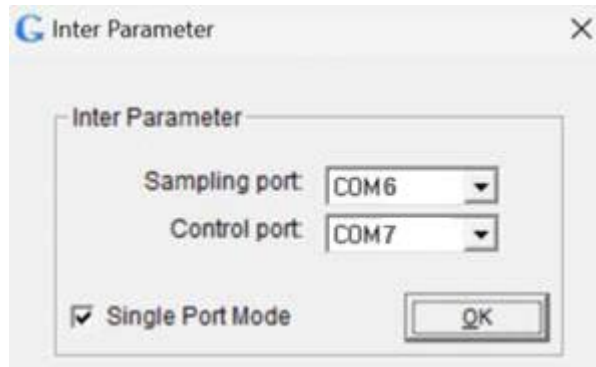 Inter Parameter
Inter Parameter
Sampling port: COM6
Control port: COM7
Single Port Mode
OK